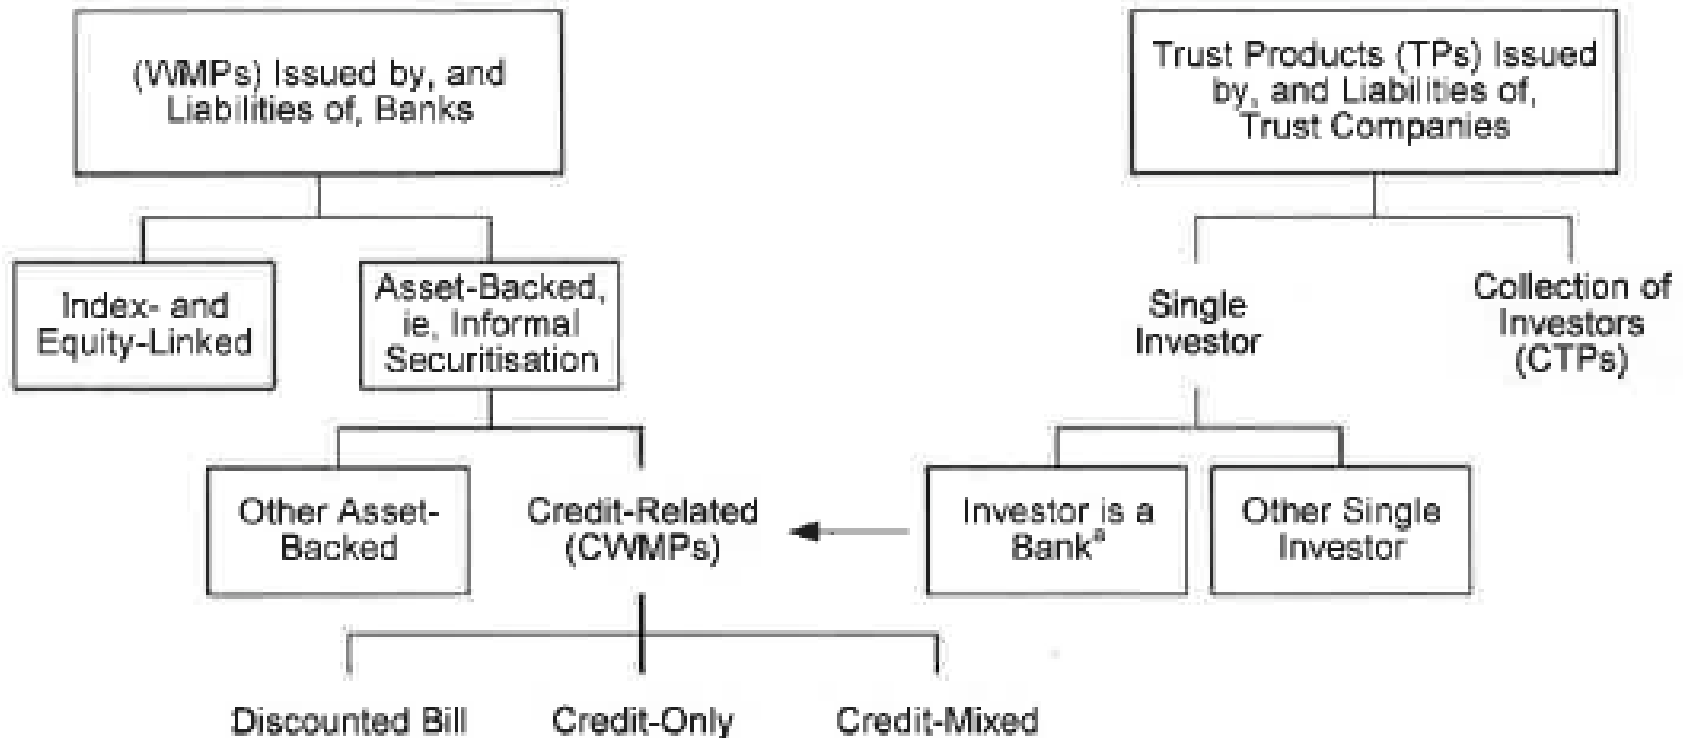 (WMPs) Issued by, and
Liabilities of, Banks
Trust Products (TPs) Issued
by, and Liabilities of,
Trust Companies
Index- and
Equity-Linked
Asset-Backed,
ie, Informal
Securitisation
Single
Investor
Collection of
Investors
(CTPs)
Other Asset-
Backed
Credit-Related
(CWMPs)
Investor is a
Bankª
Other Single
Investor
Discounted Bill
Credit-Only
Credit-Mixed